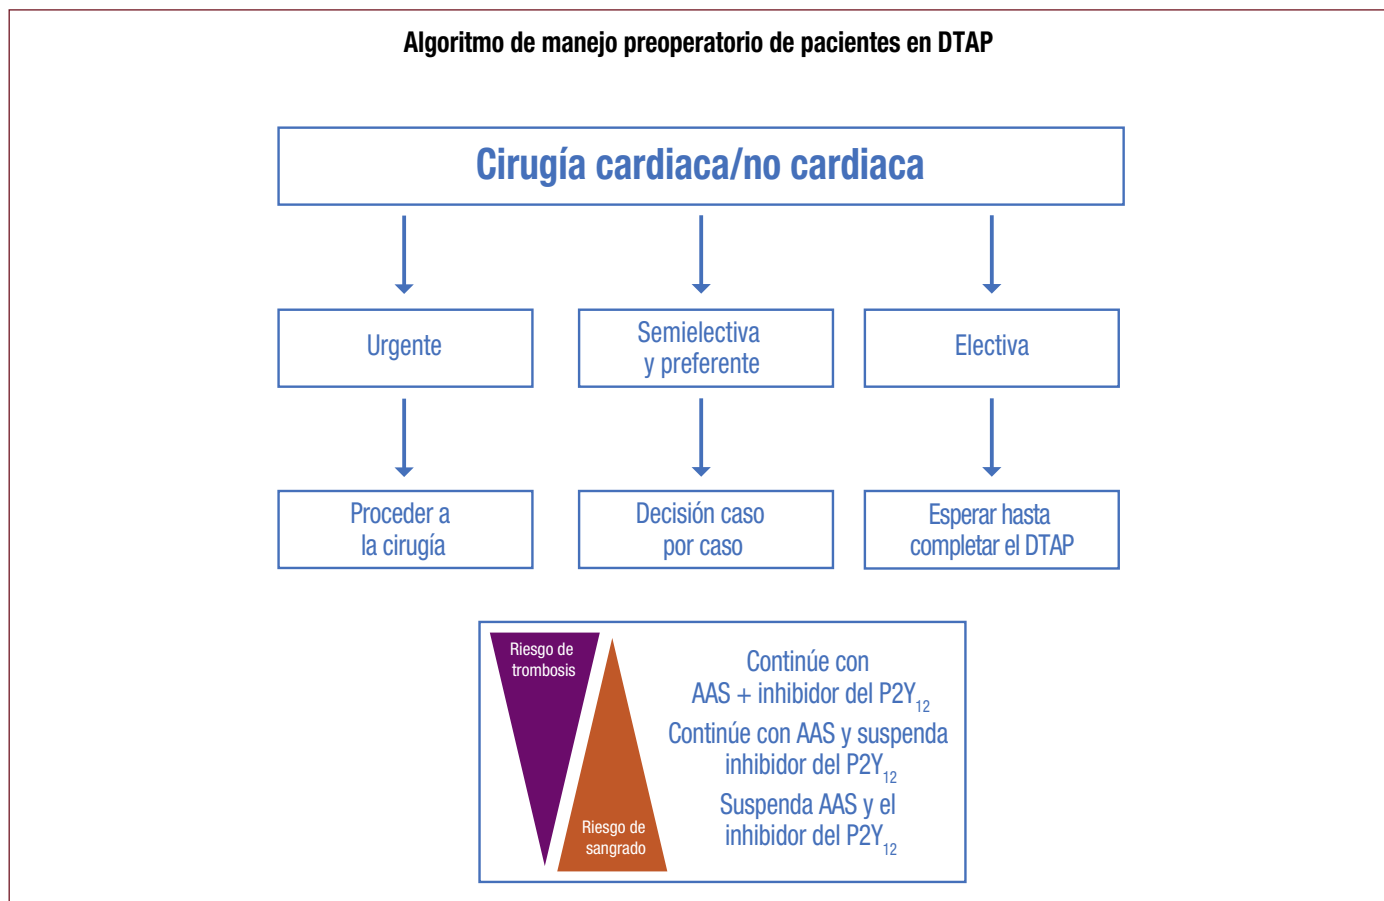 Algoritmo de manejo preoperatorio de pacientes en DTAP
Cirugía cardiaca/no cardiaca
Urgente
Semielectiva
y preferente
Electiva
Proceder a
la cirugía
Decisión caso
por caso
Esperar hasta
completar el DTAP
Riesgo de
trombosis
Riesgo de
sangrado
Continúe con
AAS + inhibidor del P2Y₁₂
Continúe con AAS y suspenda
inhibidor del P2Y₁₂
Suspenda AAS y el
inhibidor del P2Y₁₂